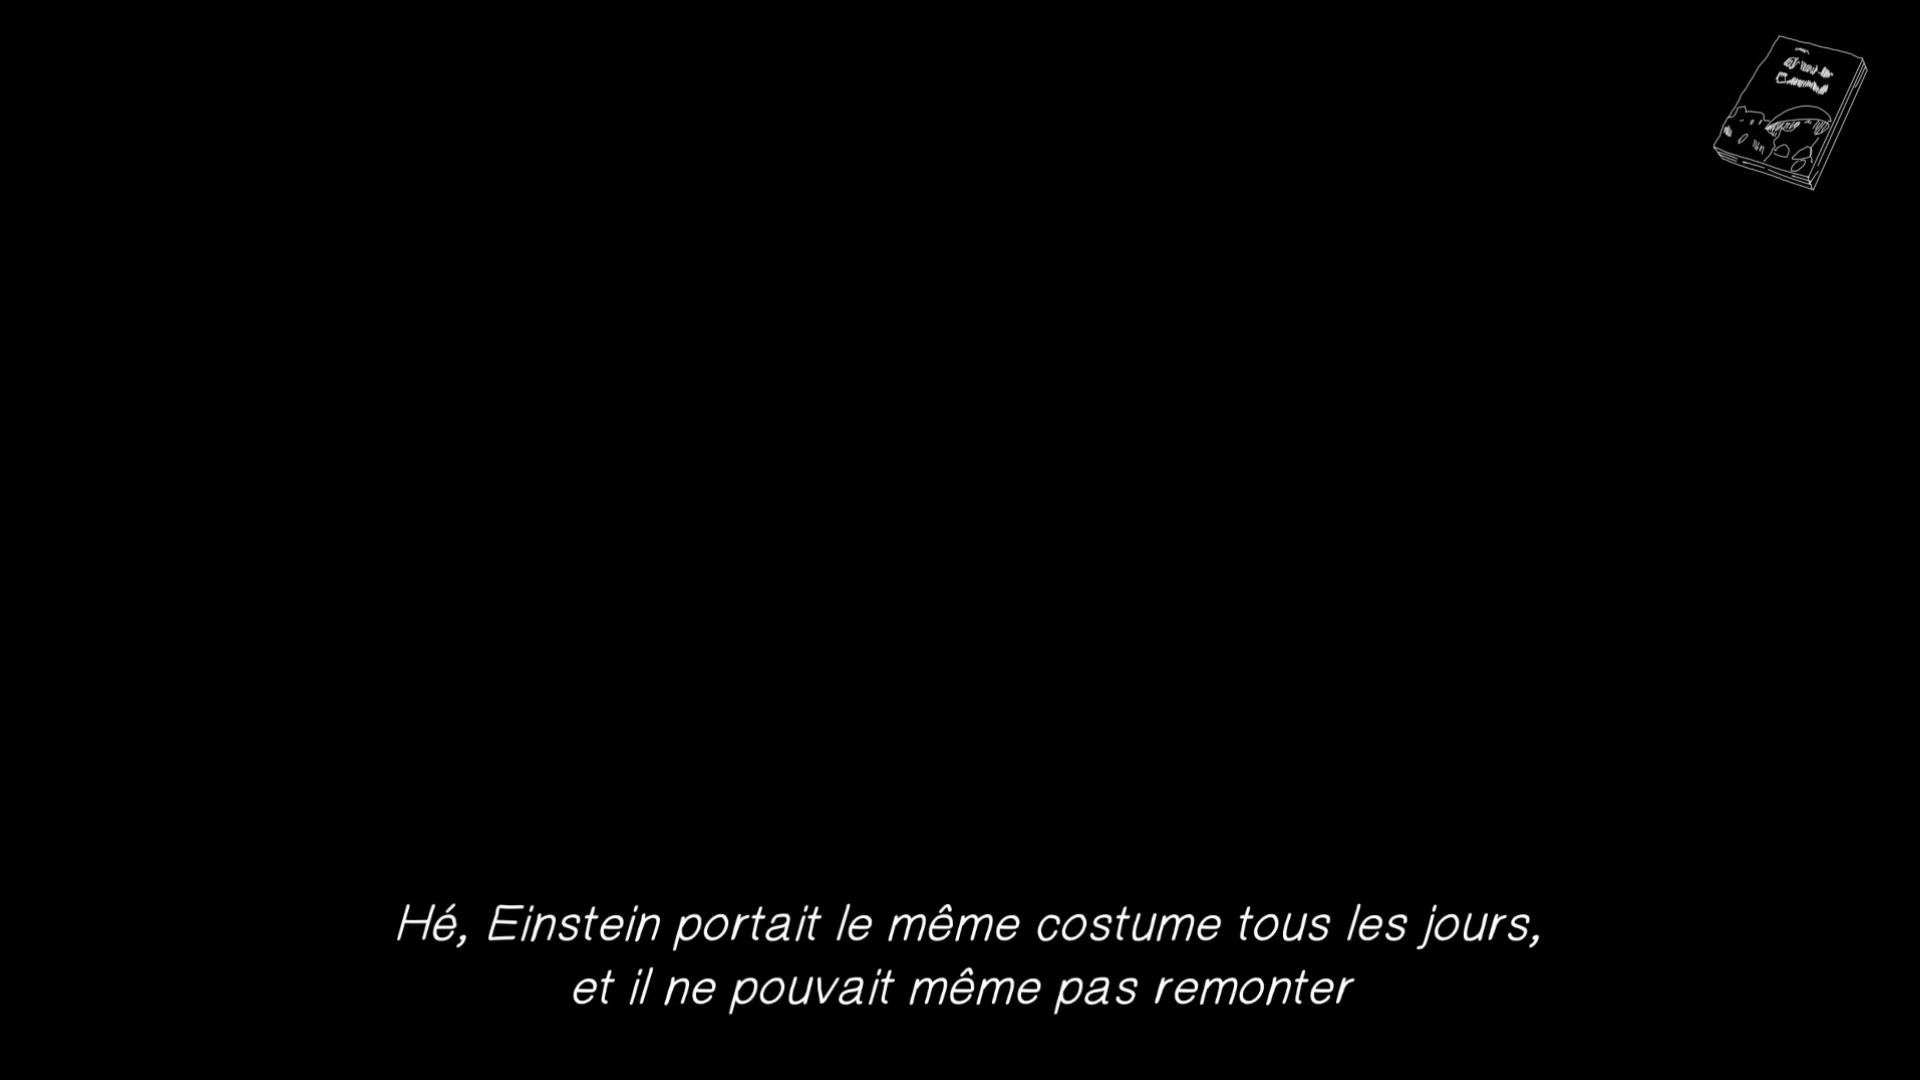 Hé, Einstein portait le même costume tous les jours,
et il ne pouvait même pas remonter